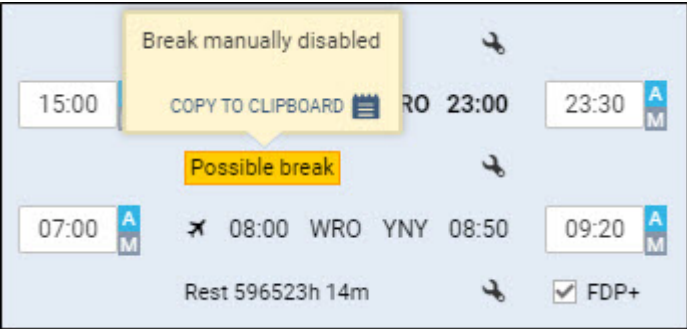 Break manually disabled
15:00 COPY TO CLIPBOARD RO 23:00 23:30 A
M
Possible break
07:00 A 08:00 WRO YNY 08:50 09:20 A
M M
Rest 596523h 14m FDP+